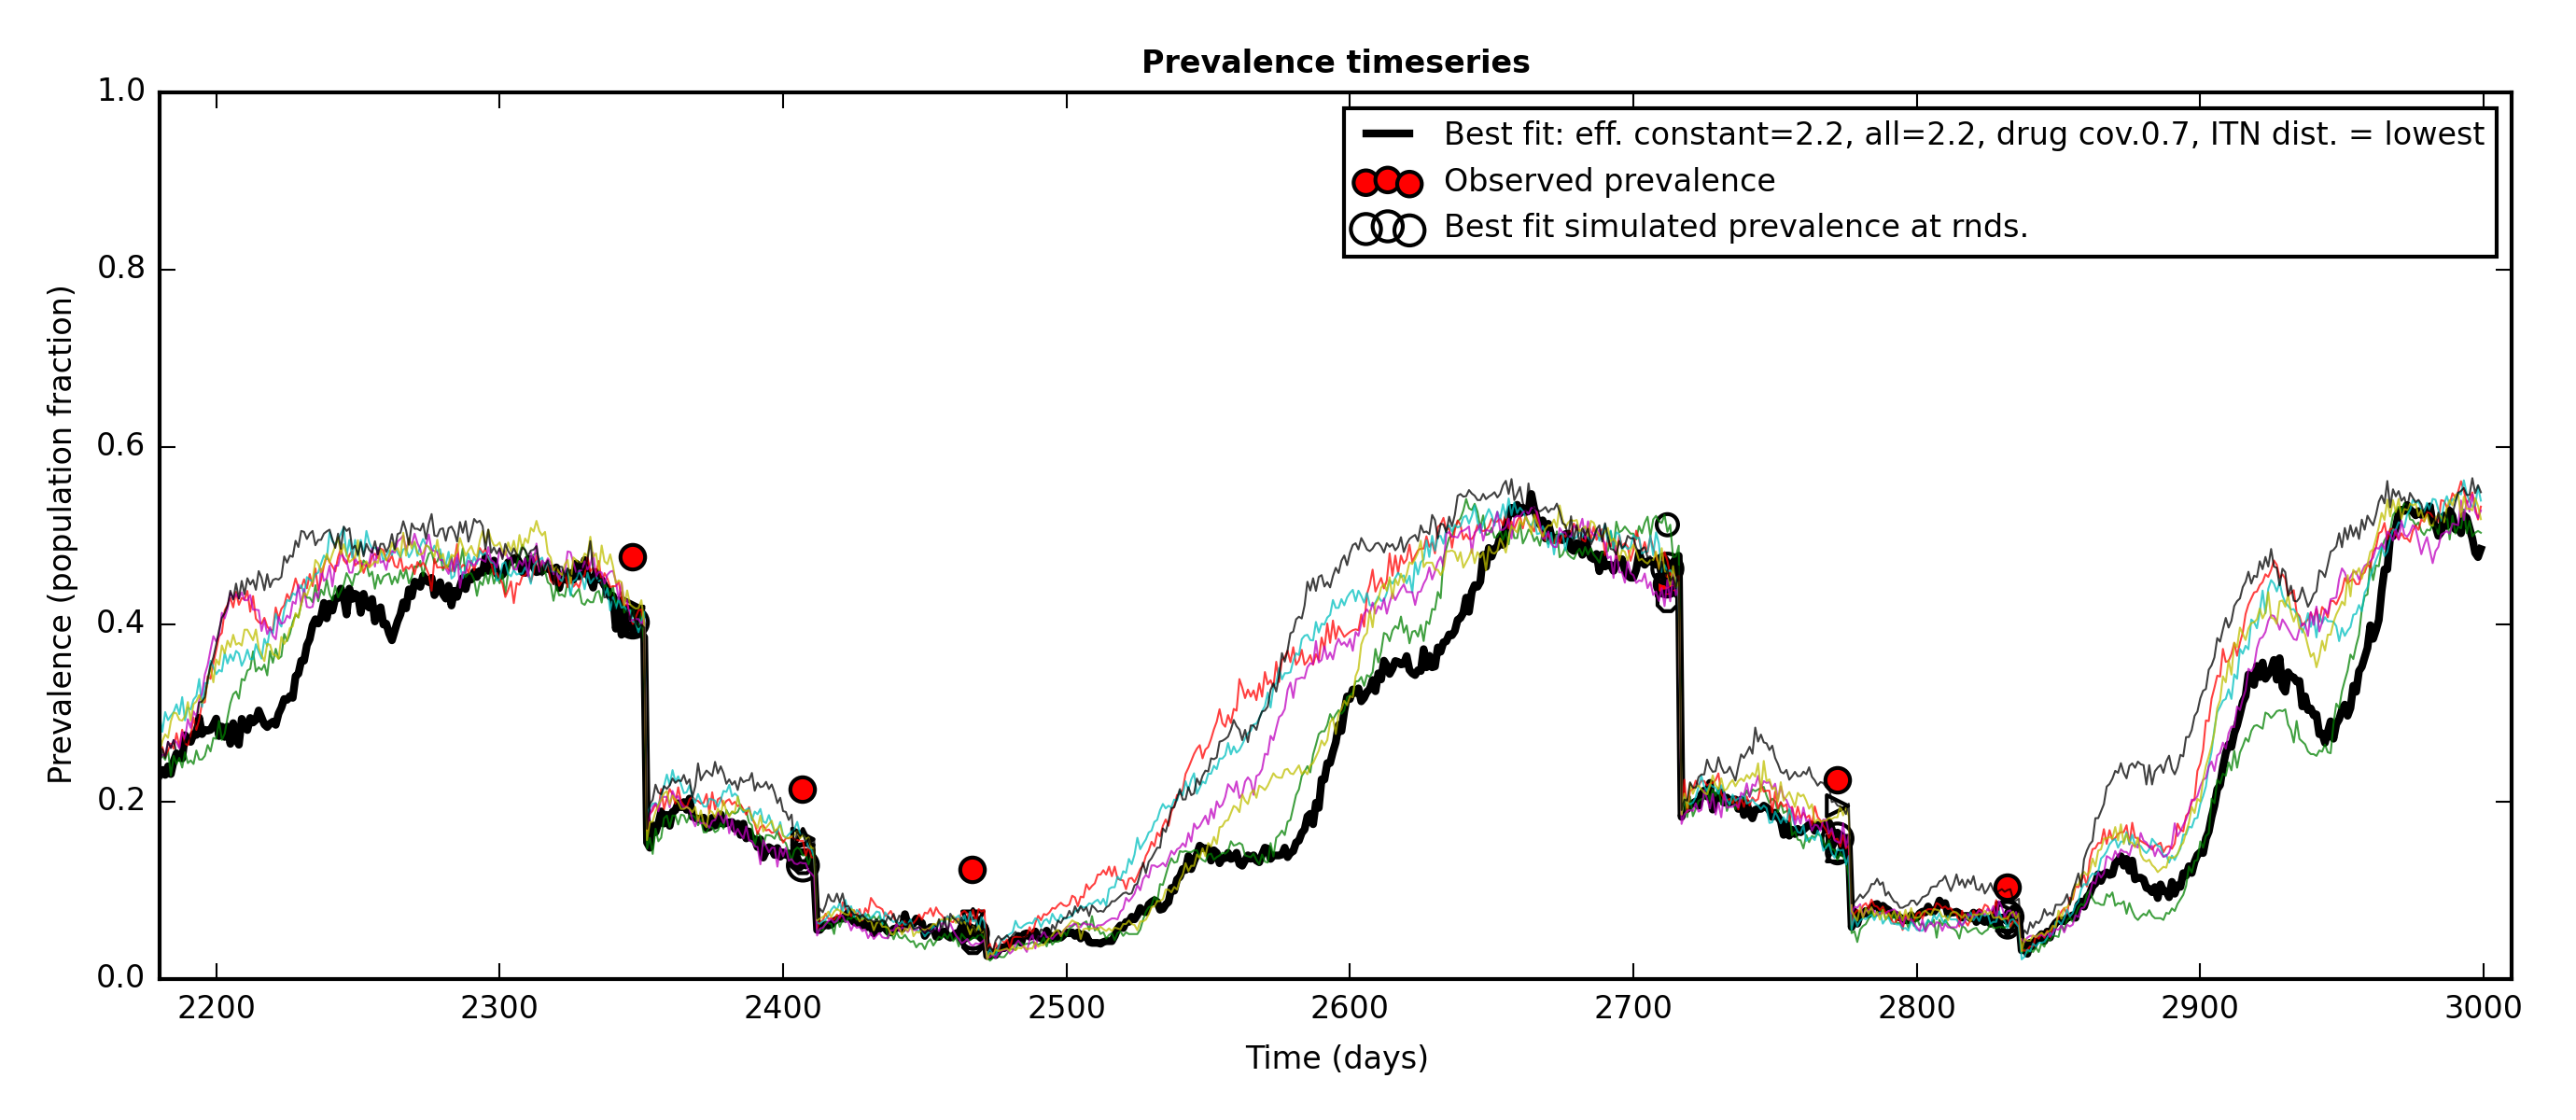 Prevalence timeseries
1.0
0.8
0.6
0.4
0.2
0.0
Prevalence (population fraction)
Best fit: eff. constant=2.2, all=2.2, drug cov.0.7, ITN dist. = lowest
Observed prevalence
Best fit simulated prevalence at rnds.
2200 2300 2400 2500 2600 2700 2800 2900 3000
Time (days)